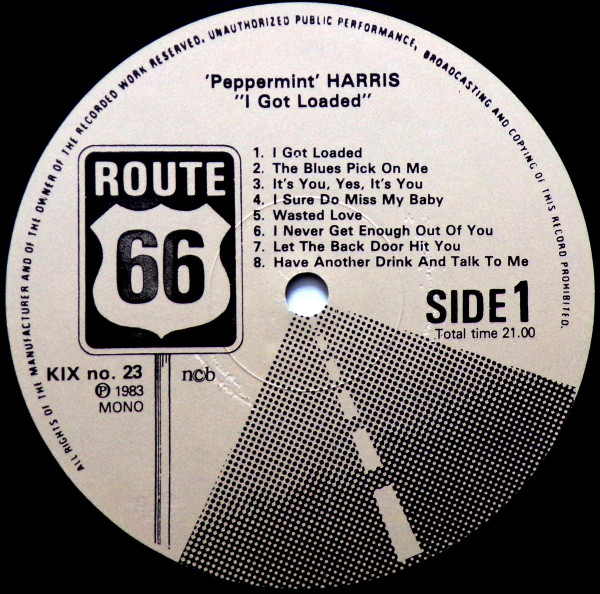 ALL RIGHTS OF THE MANUFACTURER AND OF THE OWNER OF THE RECORDED WORK RESERVED. UNAUTHORIZED PUBLIC PERFORMANCE, BROADCASTING AND COPYING OF THIS RECORD PROHIBITED.
'Peppermint' HARRIS
"I Got Loaded"
1. I Got Loaded
2. The Blues Pick On Me
3. It's You, Yes, It's You
4. I Sure Do Miss My Baby
5. Wasted Love
6. I Never Get Enough Out Of You
7. Let The Back Door Hit You
8. Have Another Drink And Talk To Me
ROUTE
66
SIDE 1
Total time 21.00
KIX no. 23
℗ 1983
MONO
ncb